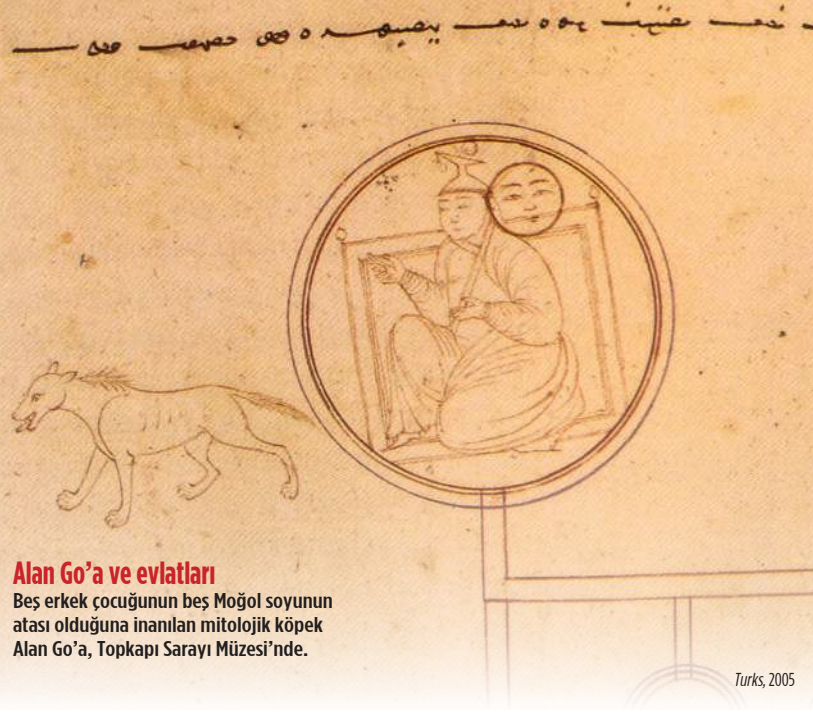 Alan Go'a ve evlatları
Beş erkek çocuğunun beş Moğol soyunun
atası olduğuna inanılan mitolojik köpek
Alan Go'a, Topkapı Sarayı Müzesi'nde.
Turks, 2005